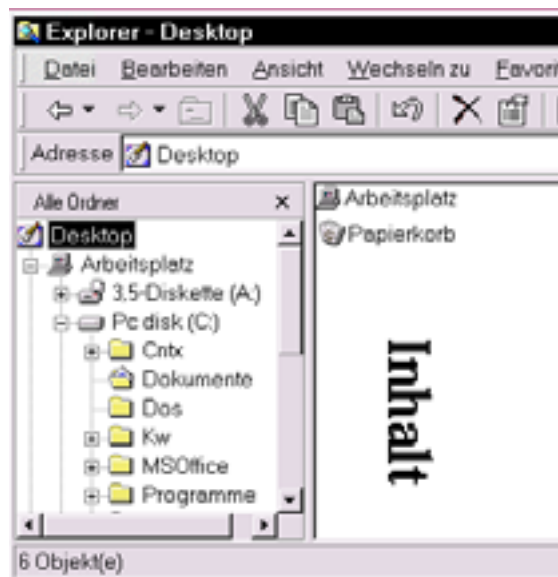 Explorer - Desktop
Datei Bearbeiten Ansicht Wechseln zu Favorit
Adresse Desktop
Alle Ordner x
Desktop
Arbeitsplatz
3,5-Diskette (A:)
Pc disk (C:)
Cntx
Dokumente
Dos
Kw
MSOffice
Programme
Arbeitsplatz
Papierkorb
Inhalt
6 Objekt(e)